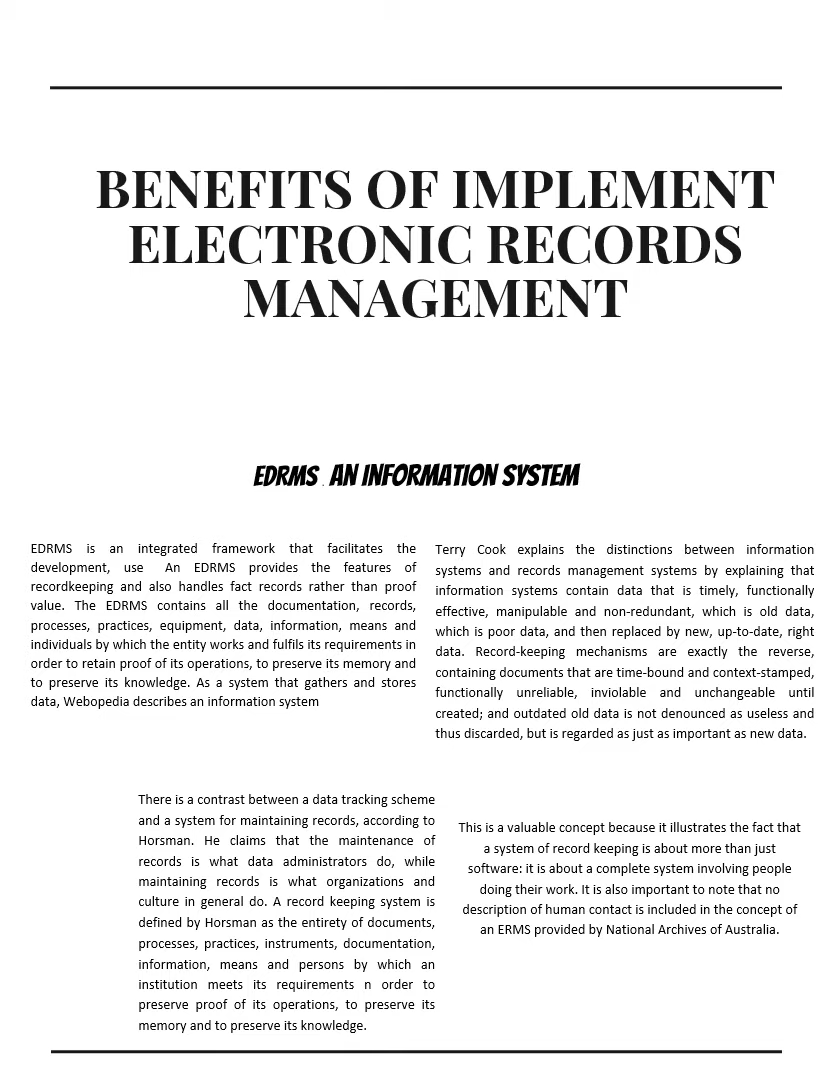 BENEFITS OF IMPLEMENT
ELECTRONIC RECORDS
MANAGEMENT
EDRMS . AN INFORMATION SYSTEM
EDRMS is an integrated framework that facilitates the
development, use An EDRMS provides the features of
recordkeeping and also handles fact records rather than proof
value. The EDRMS contains all the documentation, records,
processes, practices, equipment, data, information, means and
individuals by which the entity works and fulfils its requirements in
order to retain proof of its operations, to preserve its memory and
to preserve its knowledge. As a system that gathers and stores
data, Webopedia describes an information system
Terry Cook explains the distinctions between information
systems and records management systems by explaining that
information systems contain data that is timely, functionally
effective, manipulable and non-redundant, which is old data,
which is poor data, and then replaced by new, up-to-date, right
data. Record-keeping mechanisms are exactly the reverse,
containing documents that are time-bound and context-stamped,
functionally unreliable, inviolable and unchangeable until
created; and outdated old data is not denounced as useless and
thus discarded, but is regarded as just as important as new data.
There is a contrast between a data tracking scheme
and a system for maintaining records, according to
Horsman. He claims that the maintenance of
records is what data administrators do, while
maintaining records is what organizations and
culture in general do. A record keeping system is
defined by Horsman as the entirety of documents,
processes, practices, instruments, documentation,
information, means and persons by which an
institution meets its requirements n order to
preserve proof of its operations, to preserve its
memory and to preserve its knowledge.
This is a valuable concept because it illustrates the fact that
a system of record keeping is about more than just
software: it is about a complete system involving people
doing their work. It is also important to note that no
description of human contact is included in the concept of
an ERMS provided by National Archives of Australia.